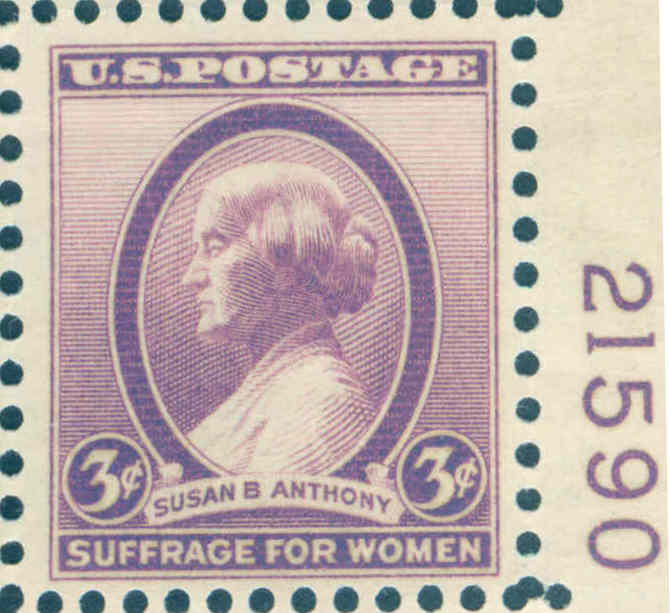 U.S. POSTAGE
3¢
3¢
SUSAN B ANTHONY
SUFFRAGE FOR WOMEN
21590